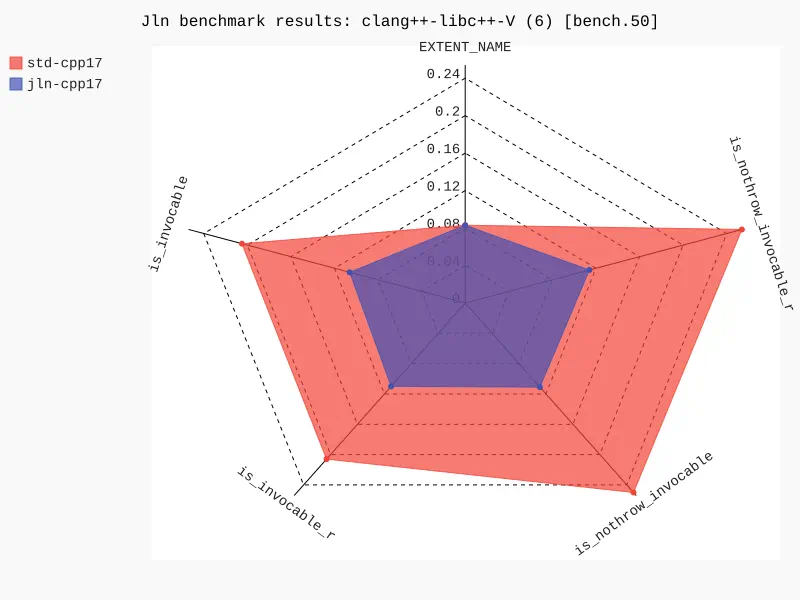 Jln benchmark results: clang++-libc++-V (6) [bench.50]
std-cpp17
jln-cpp17
EXTENT_NAME
0.24
0.2
0.16
0.12
0.08
0.04
0
is_nothrow_invocable_r
is_invocable
is_invocable_r
is_nothrow_invocable